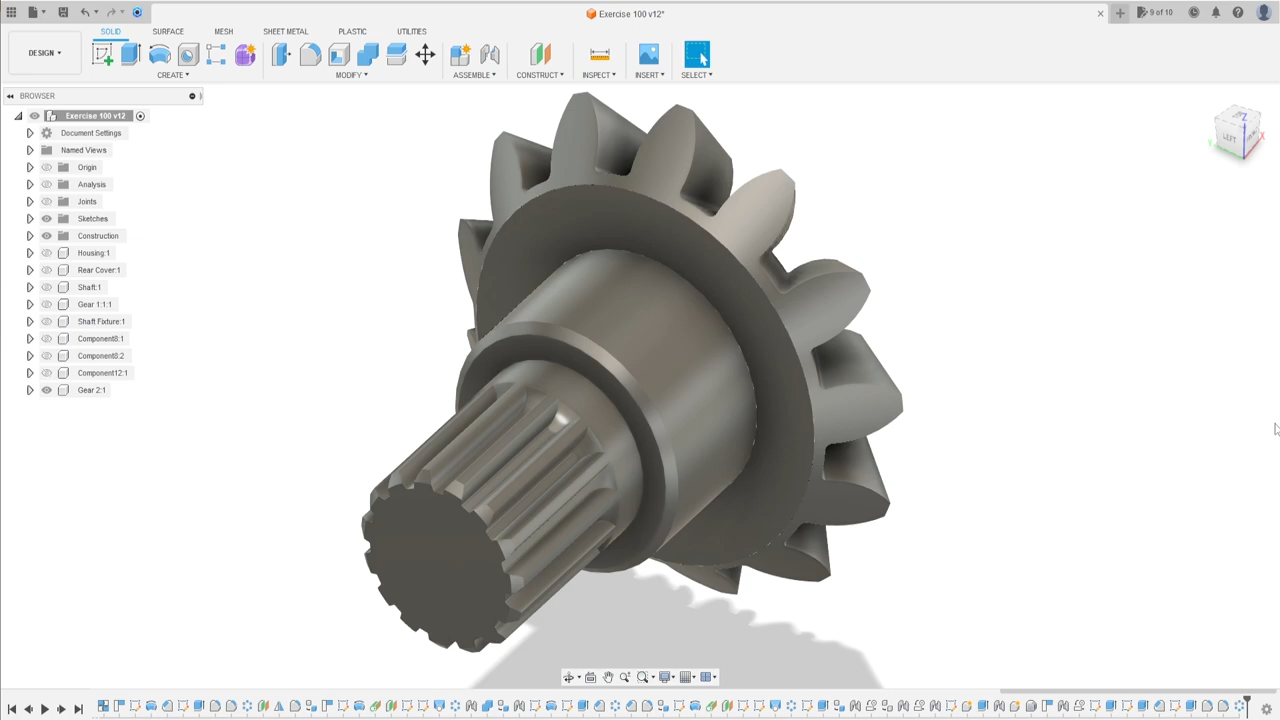 Exercise 100 v12*
9 of 10
SOLID SURFACE MESH SHEET METAL PLASTIC UTILITIES
DESIGN
CREATE MODIFY ASSEMBLE CONSTRUCT INSPECT INSERT SELECT
BROWSER
Exercise 100 v12
Document Settings
Named Views
Origin
Analysis
Joints
Sketches
Construction
Housing:1
Rear Cover:1
Shaft:1
Gear 1:1:1
Shaft Fixture:1
Component8:1
Component8:2
Component12:1
Gear 2:1
Z
LEFT
X
Y